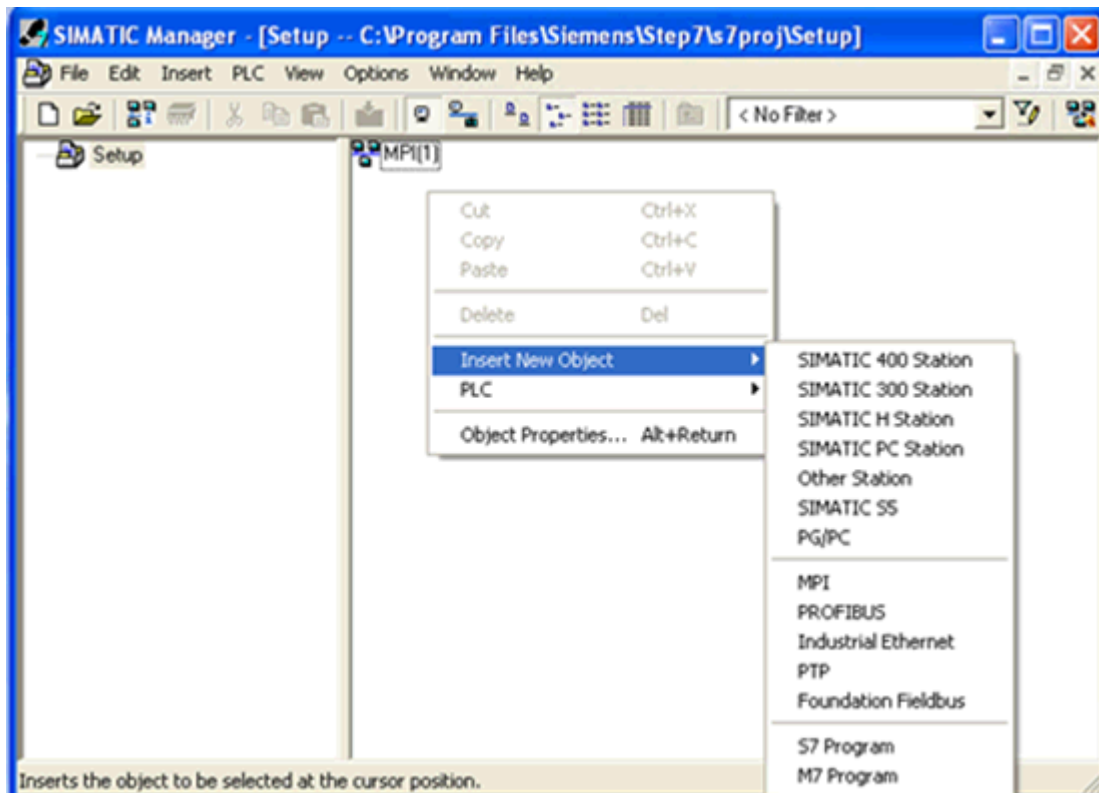 SIMATIC Manager - [Setup -- C:\Program Files\Siemens\Step7\s7proj\Setup]
File Edit Insert PLC View Options Window Help
< No Filter >
Setup
MPI(1)
Cut Ctrl+X
Copy Ctrl+C
Paste Ctrl+V
Delete Del
Insert New Object
PLC
Object Properties... Alt+Return
SIMATIC 400 Station
SIMATIC 300 Station
SIMATIC H Station
SIMATIC PC Station
Other Station
SIMATIC S5
PG/PC
MPI
PROFIBUS
Industrial Ethernet
PTP
Foundation Fieldbus
S7 Program
M7 Program
Inserts the object to be selected at the cursor position.